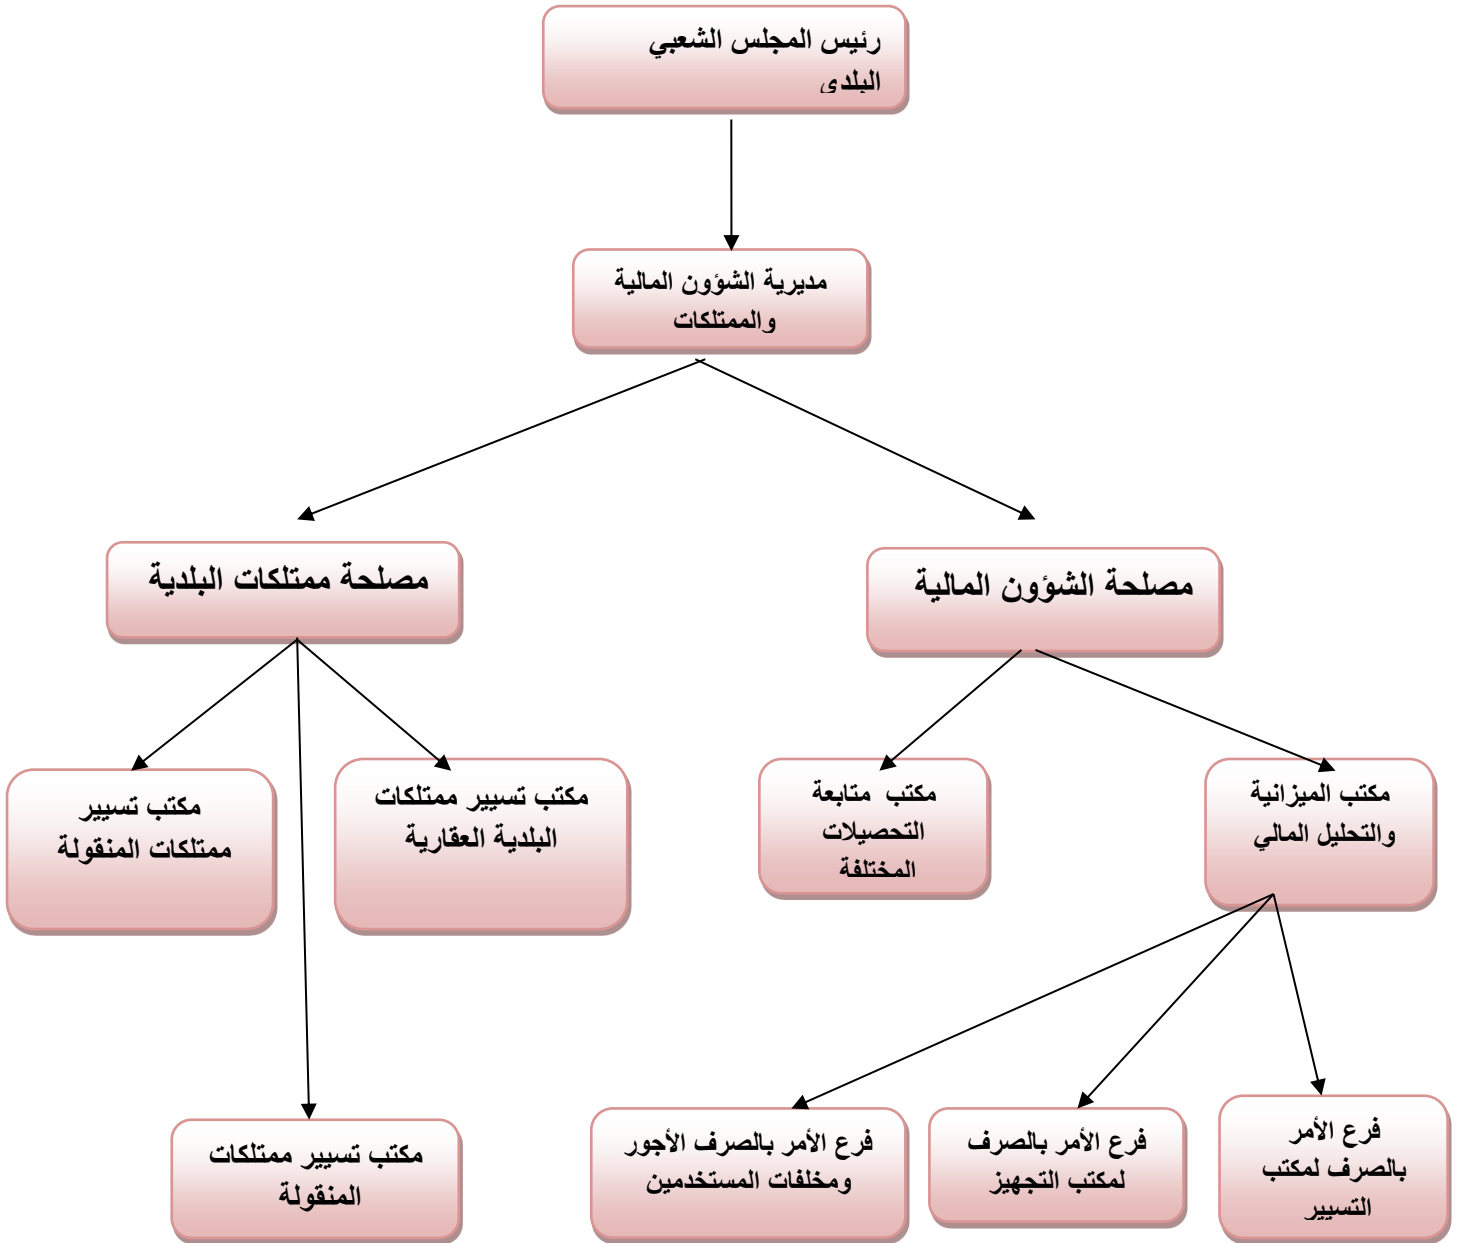 رئيس المجلس الشعبي
البلدي
مديرية الشؤون المالية
والممتلكات
مصلحة الشؤون المالية
مصلحة ممتلكات البلدية
مكتب الميزانية
والتحليل المالي
مكتب متابعة
التحصيلات
المختلفة
مكتب تسيير ممتلكات
البلدية العقارية
مكتب تسيير
ممتلكات المنقولة
فرع الأمر
بالصرف لمكتب
التسيير
فرع الأمر بالصرف
لمكتب التجهيز
فرع الأمر بالصرف الأجور
ومخلفات المستخدمين
مكتب تسيير ممتلكات
المنقولة